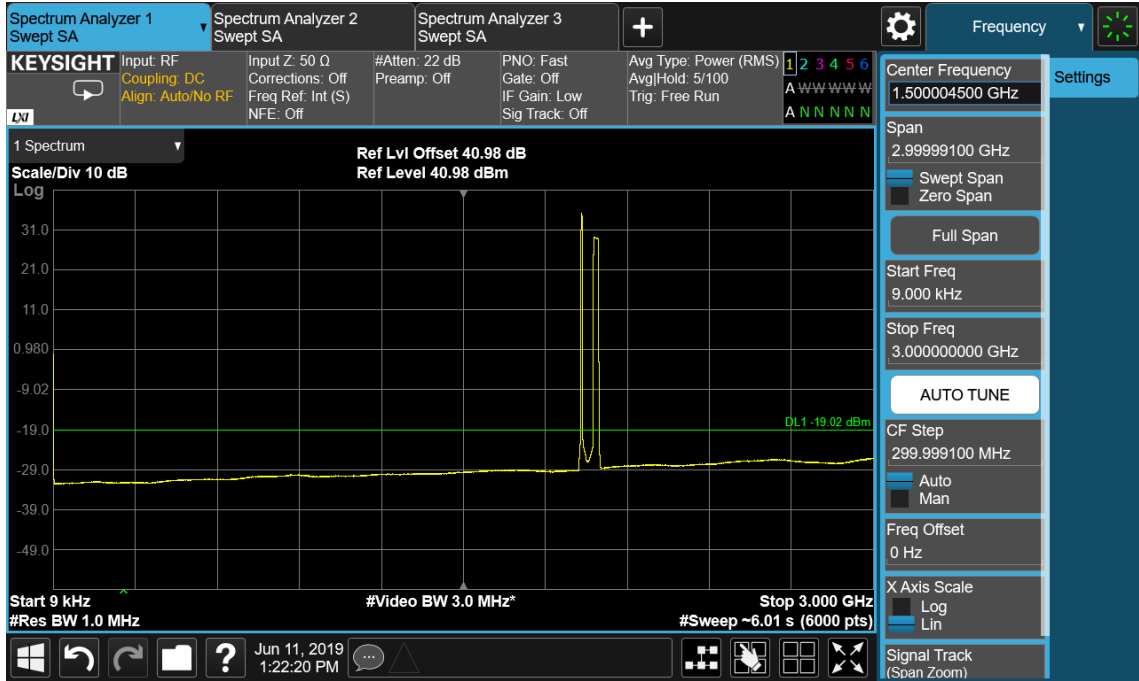 Spectrum Analyzer 1
Swept SA
Spectrum Analyzer 2
Swept SA
Spectrum Analyzer 3
Swept SA
Frequency
KEYSIGHT
LXI
Input: RF
Coupling: DC
Align: Auto/No RF
Input Z: 50 Ω
Corrections: Off
Freq Ref: Int (S)
NFE: Off
#Atten: 22 dB
Preamp: Off
PNO: Fast
Gate: Off
IF Gain: Low
Sig Track: Off
Avg Type: Power (RMS)
Avg|Hold: 5/100
Trig: Free Run
1 2 3 4 5 6
A W W W W W
A N N N N N
1 Spectrum
Scale/Div 10 dB
Log
Ref Lvl Offset 40.98 dB
Ref Level 40.98 dBm
31.0
21.0
11.0
0.980
-9.02
-19.0
-29.0
-39.0
-49.0
DL1 -19.02 dBm
Start 9 kHz
#Res BW 1.0 MHz
#Video BW 3.0 MHz*
Stop 3.000 GHz
#Sweep ~6.01 s (6000 pts)
Center Frequency
1.500004500 GHz
Span
2.99999100 GHz
Swept Span
Zero Span
Full Span
Start Freq
9.000 kHz
Stop Freq
3.000000000 GHz
AUTO TUNE
CF Step
299.999100 MHz
Auto
Man
Freq Offset
0 Hz
X Axis Scale
Log
Lin
Signal Track
(Span Zoom)
Settings
?
Jun 11, 2019
1:22:20 PM